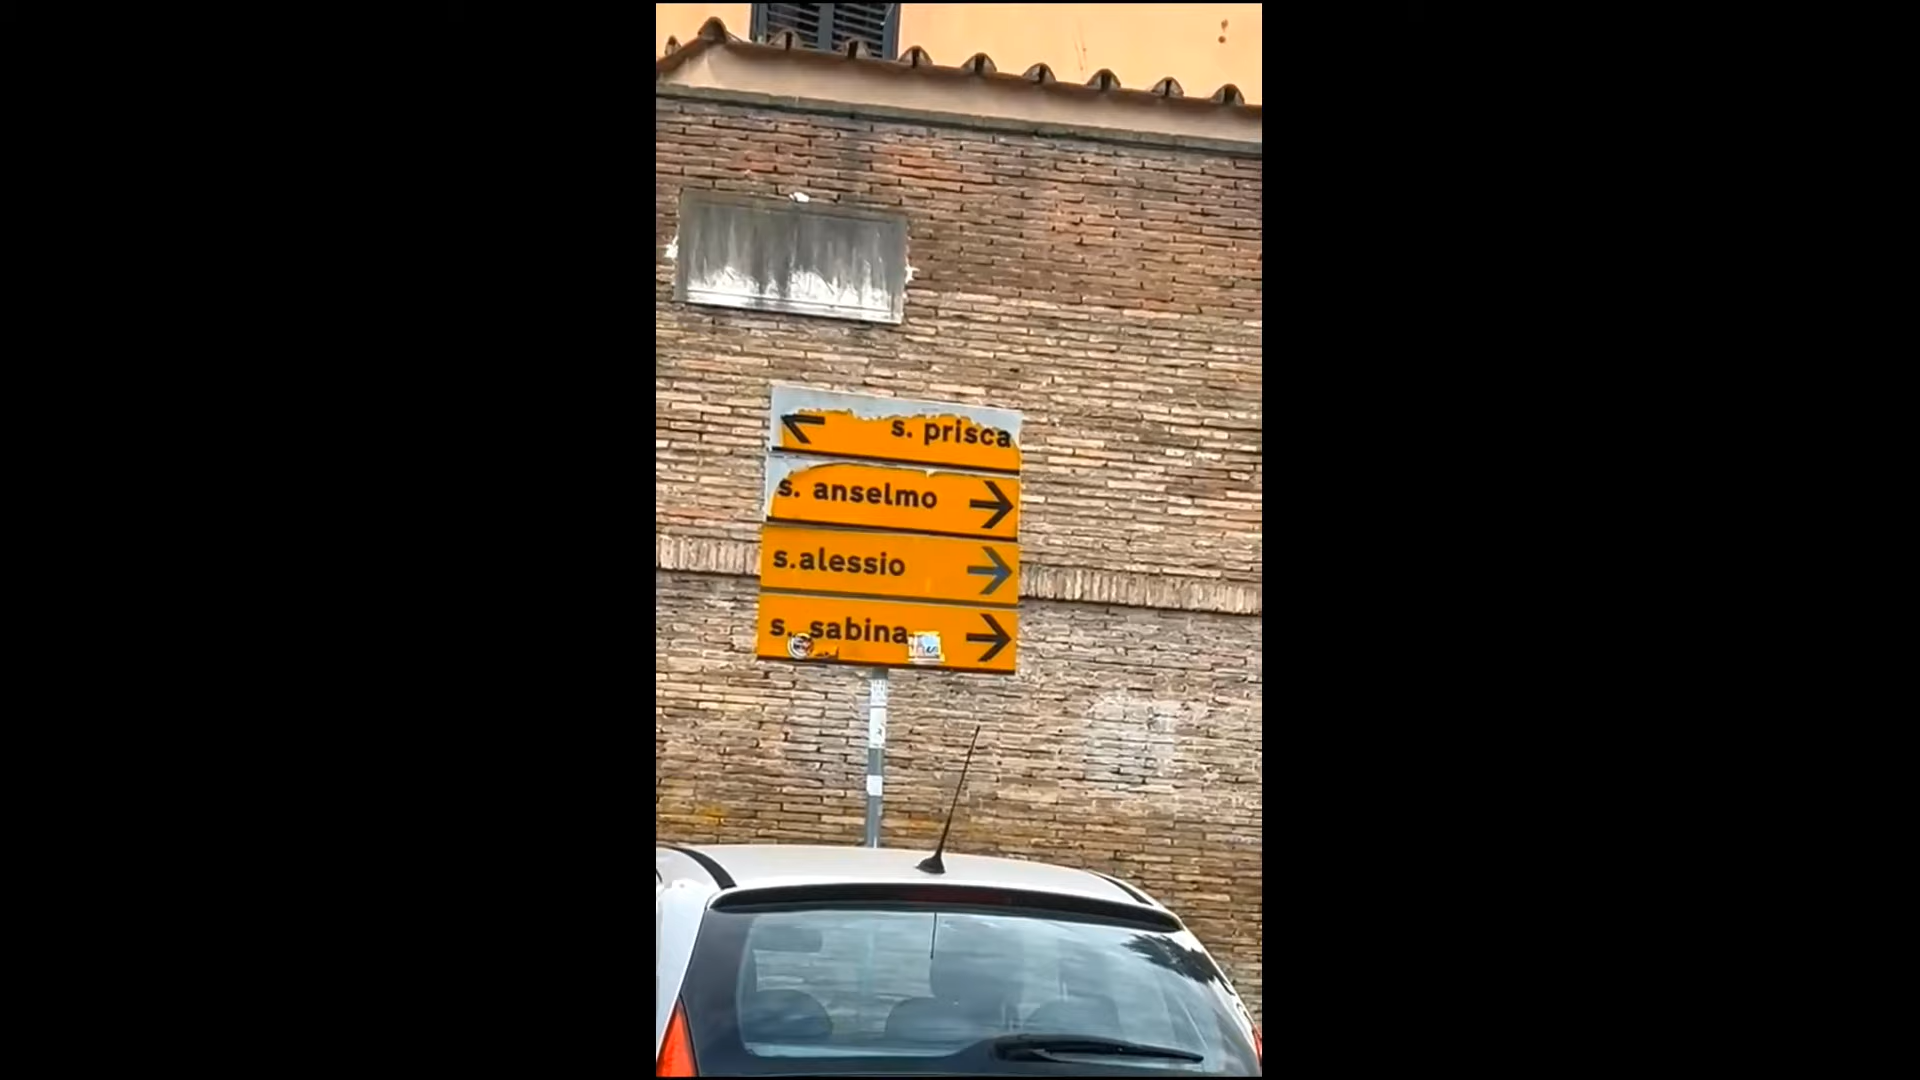 s. prisca
s. anselmo
s.alessio
s. sabina